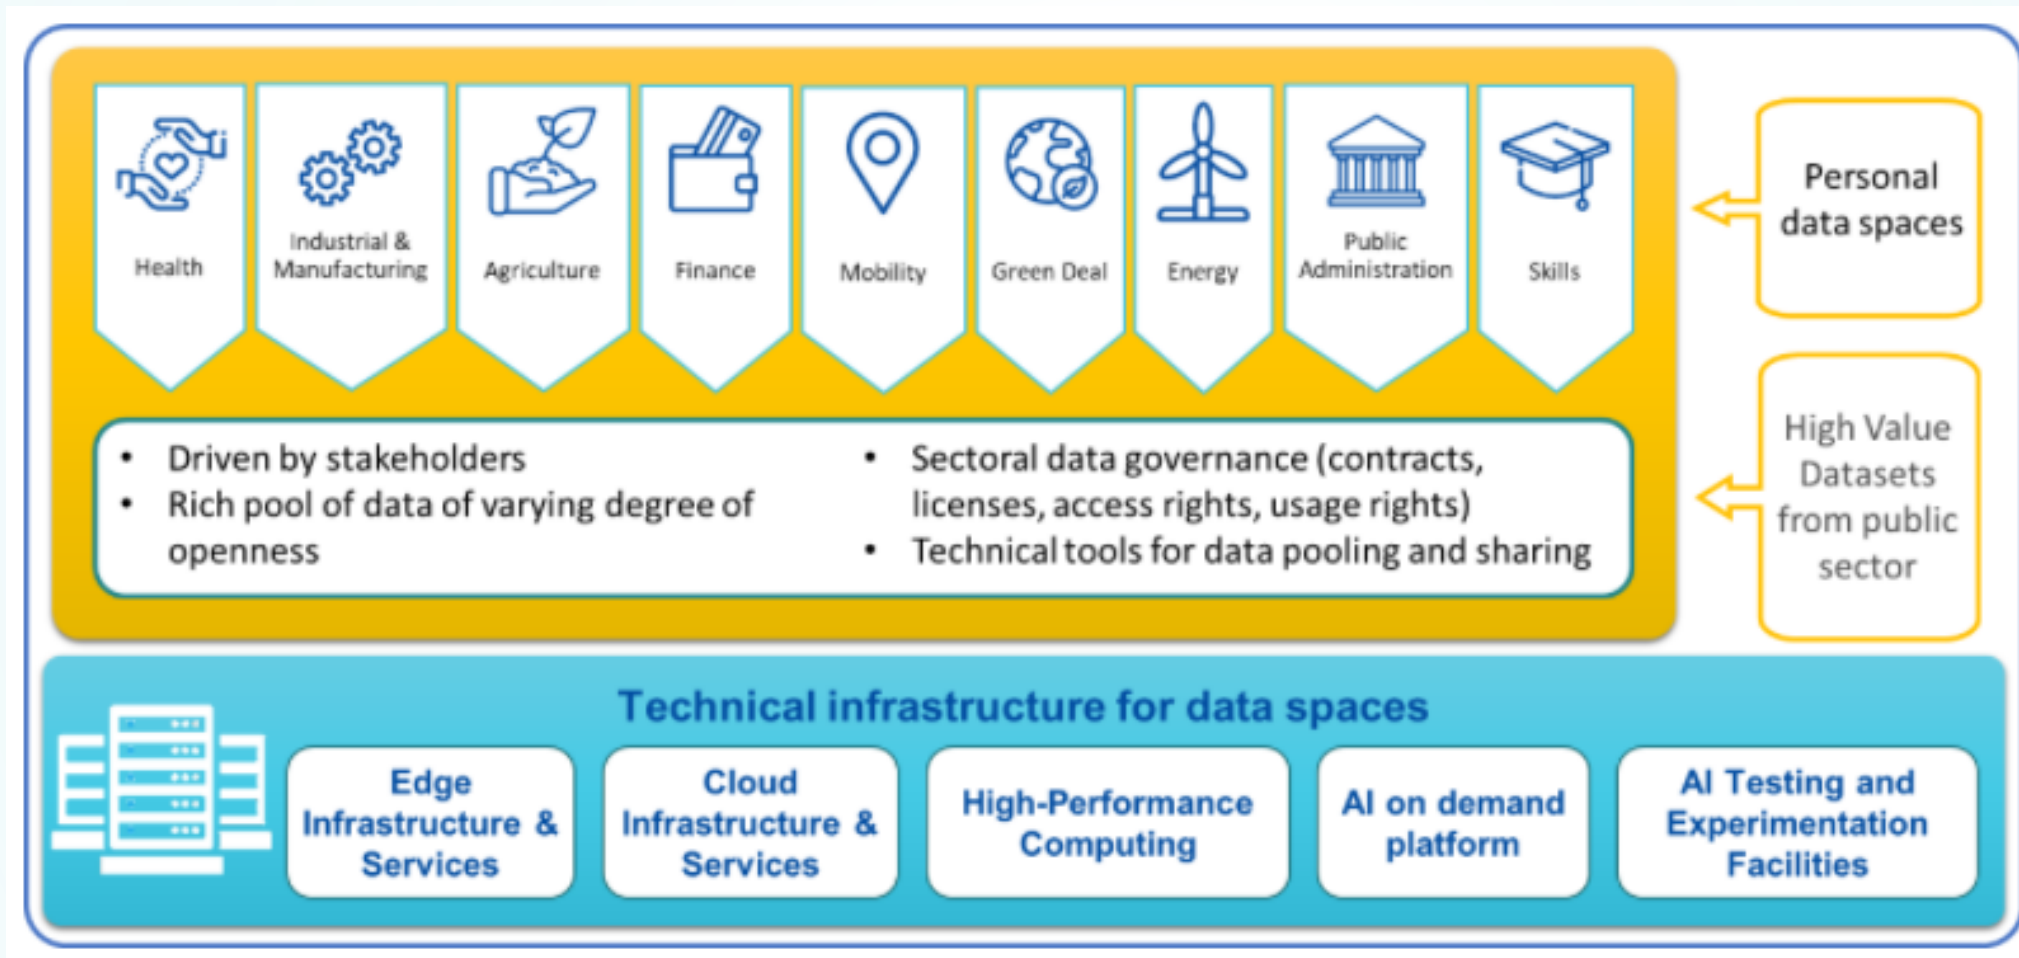 Health
Industrial &
Manufacturing
Agriculture
Finance
Mobility
Green Deal
Energy
Public
Administration
Skills
Personal
data spaces
• Driven by stakeholders
• Rich pool of data of varying degree of
openness
• Sectoral data governance (contracts,
licenses, access rights, usage rights)
• Technical tools for data pooling and sharing
High Value
Datasets
from public
sector
Technical infrastructure for data spaces
Edge
Infrastructure &
Services
Cloud
Infrastructure &
Services
High-Performance
Computing
AI on demand
platform
AI Testing and
Experimentation
Facilities